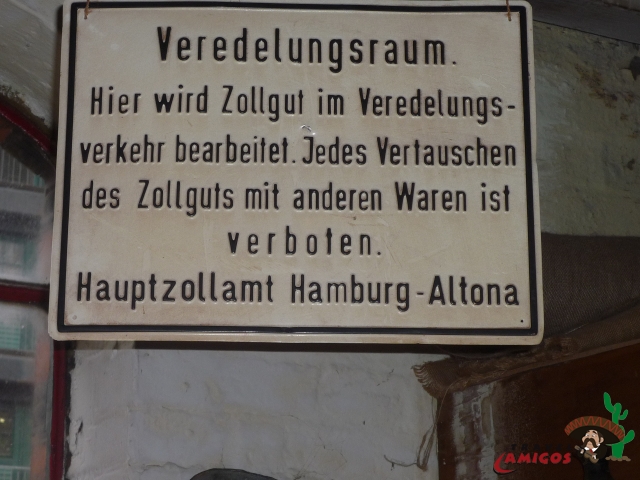 Veredelungsraum.
Hier wird Zollgut im Veredelungs-
verkehr bearbeitet. Jedes Vertauschen
des Zollguts mit anderen Waren ist
verboten.
Hauptzollamt Hamburg-Altona
AMIGOS